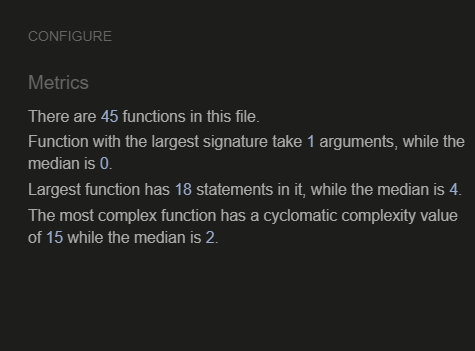 CONFIGURE
Metrics
There are 45 functions in this file.
Function with the largest signature take 1 arguments, while the
median is 0.
Largest function has 18 statements in it, while the median is 4.
The most complex function has a cyclomatic complexity value
of 15 while the median is 2.